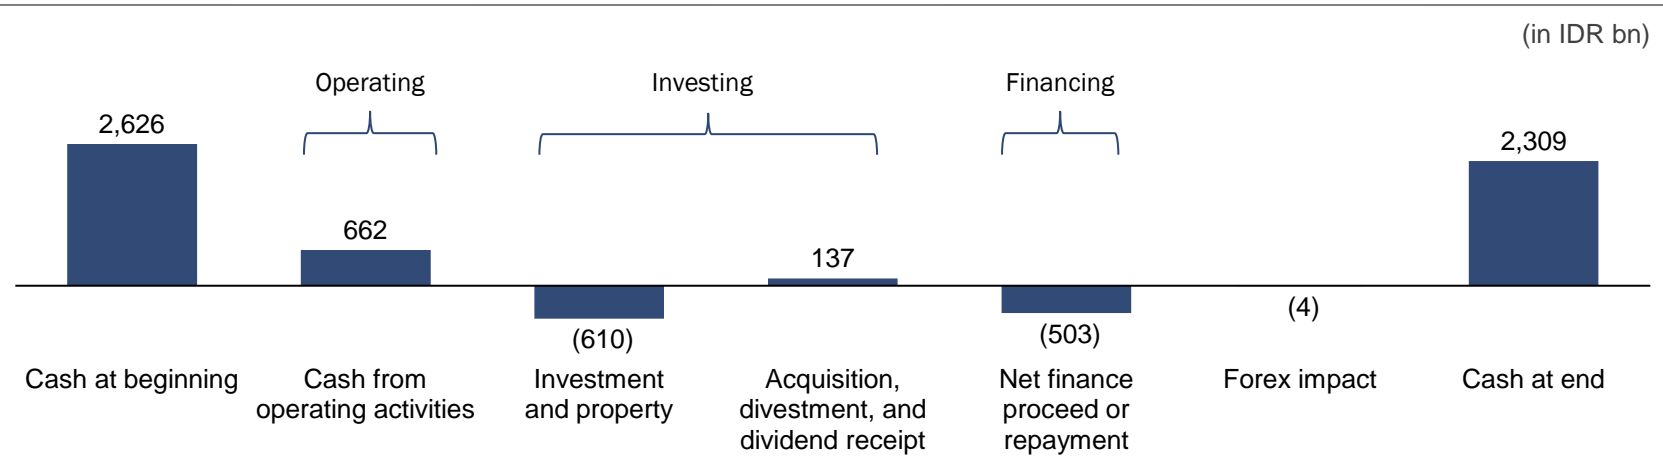 (in IDR bn)
Operating
Investing
Financing
2,626
662
(610)
137
(503)
(4)
2,309
Cash at beginning
Cash from
operating activities
Investment
and property
Acquisition,
divestment, and
dividend receipt
Net finance
proceed or
repayment
Forex impact
Cash at end